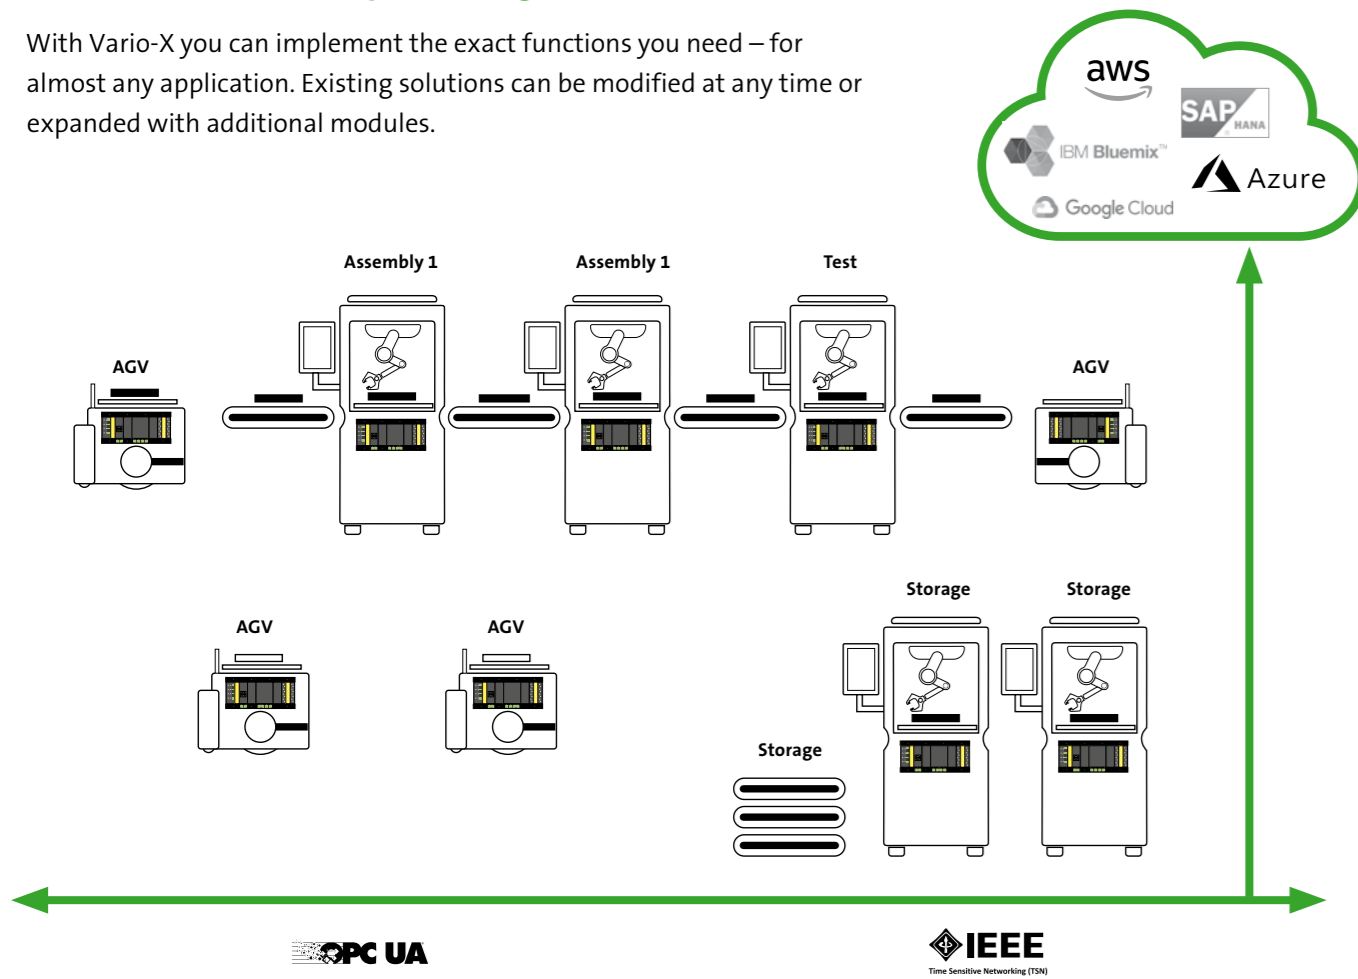 With Vario-X you can implement the exact functions you need – for
almost any application. Existing solutions can be modified at any time or
expanded with additional modules.
aws
SAP
HANA
IBM Bluemix™
Azure
Google Cloud
Assembly 1
Assembly 1
Test
AGV
AGV
Storage
Storage
AGV
AGV
Storage
OPC UA
IEEE
Time Sensitive Networking (TSN)